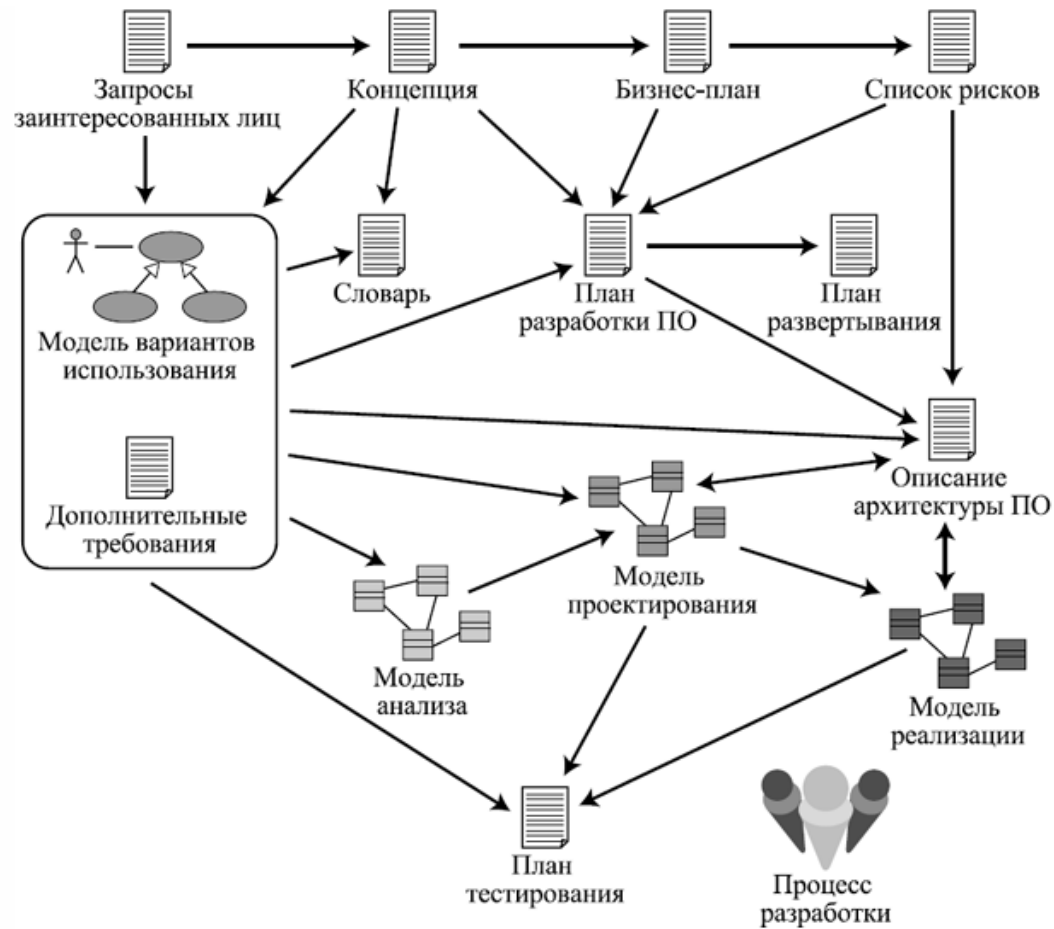 Запросы
заинтересованных лиц
Концепция
Бизнес-план
Список рисков
Модель вариантов
использования
Словарь
План
разработки ПО
План
развертывания
Дополнительные
требования
Описание
архитектуры ПО
Модель
проектирования
Модель
анализа
Модель
реализации
План
тестирования
Процесс
разработки